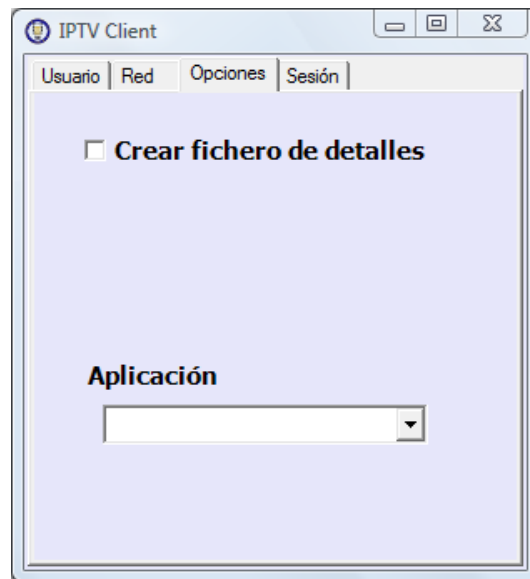 IPTV Client
Usuario Red Opciones Sesión
Crear fichero de detalles
Aplicación